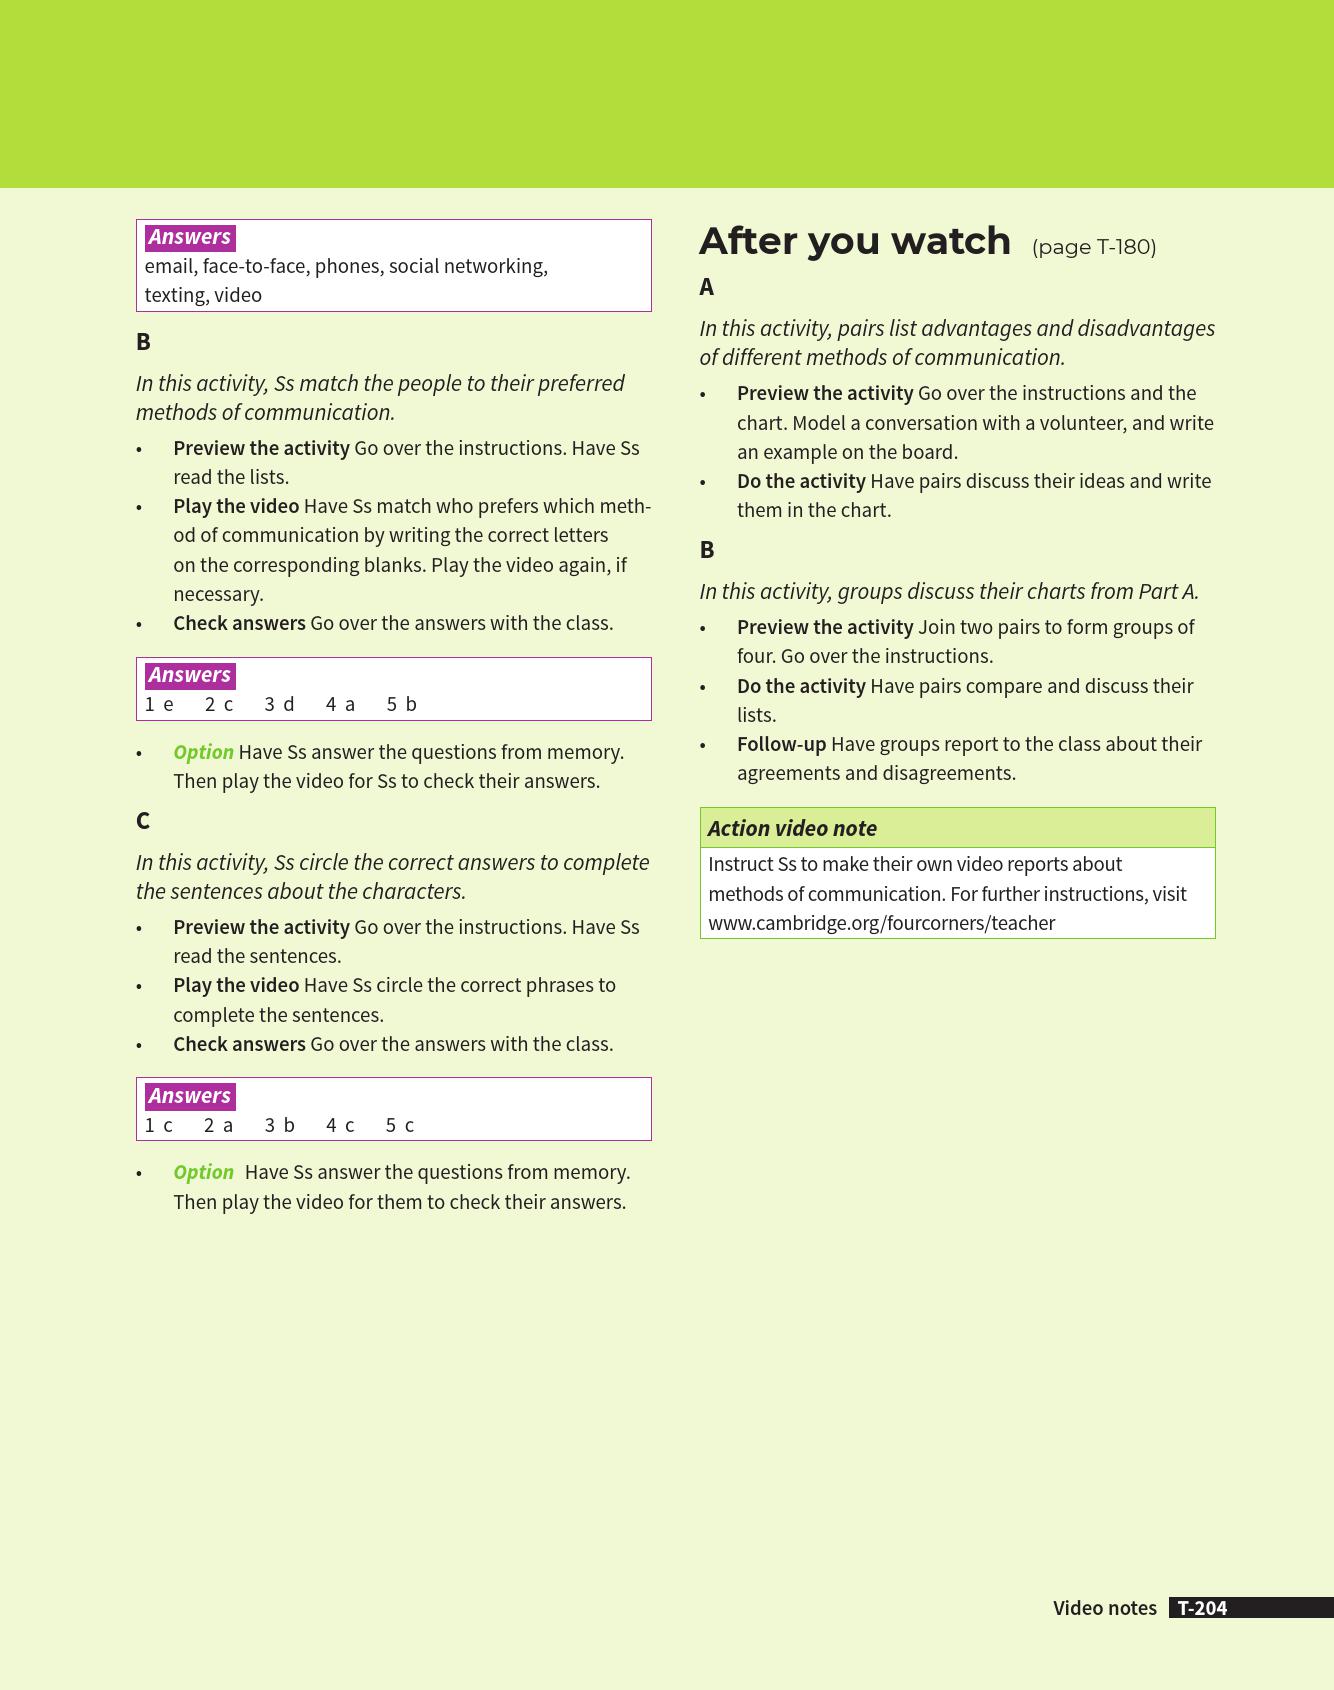 Answers
email, face-to-face, phones, social networking,
texting, video
B
In this activity, Ss match the people to their preferred
methods of communication.
• Preview the activity Go over the instructions. Have Ss
read the lists.
• Play the video Have Ss match who prefers which meth-
od of communication by writing the correct letters
on the corresponding blanks. Play the video again, if
necessary.
• Check answers Go over the answers with the class.
Answers
1 e 2 c 3 d 4 a 5 b
• Option Have Ss answer the questions from memory.
Then play the video for Ss to check their answers.
C
In this activity, Ss circle the correct answers to complete
the sentences about the characters.
• Preview the activity Go over the instructions. Have Ss
read the sentences.
• Play the video Have Ss circle the correct phrases to
complete the sentences.
• Check answers Go over the answers with the class.
Answers
1 c 2 a 3 b 4 c 5 c
• Option Have Ss answer the questions from memory.
Then play the video for them to check their answers.
After you watch (page T-180)
A
In this activity, pairs list advantages and disadvantages
of different methods of communication.
• Preview the activity Go over the instructions and the
chart. Model a conversation with a volunteer, and write
an example on the board.
• Do the activity Have pairs discuss their ideas and write
them in the chart.
B
In this activity, groups discuss their charts from Part A.
• Preview the activity Join two pairs to form groups of
four. Go over the instructions.
• Do the activity Have pairs compare and discuss their
lists.
• Follow-up Have groups report to the class about their
agreements and disagreements.
Action video note
Instruct Ss to make their own video reports about
methods of communication. For further instructions, visit
www.cambridge.org/fourcorners/teacher
Video notes T-204